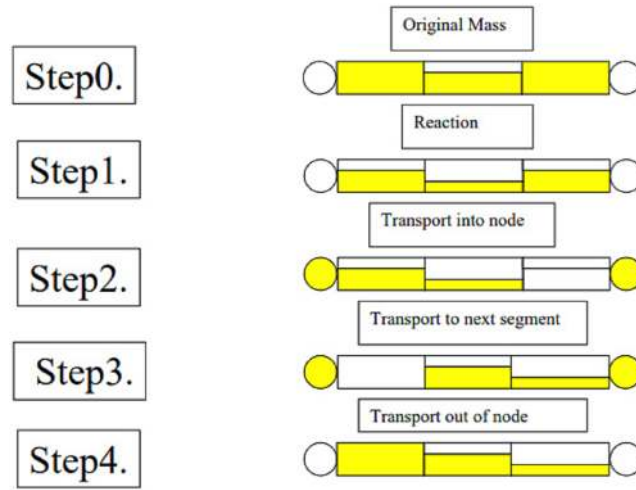 Original Mass
Step0.
Reaction
Step1.
Transport into node
Step2.
Transport to next segment
Step3.
Transport out of node
Step4.